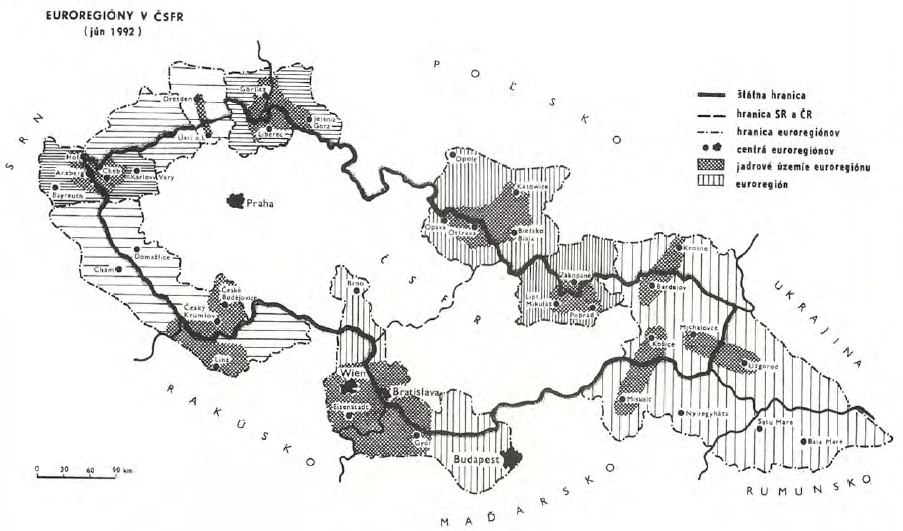 EUROREGIÓNY V ČSFR
(jún 1992)
štátna hranica
hranica SR a ČR
hranica euroregiónov
centrá euroregiónov
jadrové územie euroregiónu
euroregión
POĽSKO
SRN
UKRAJINA
RAKÚSKO
MAĎARSKO
RUMUNSKO
ČSFR
Görlitz
Dresden
Jelenia
Gora
Ústí n.L
Liberec
Hof
Arzberg
Cheb
Karlovy Vary
Bayreuth
Praha
Domažlice
Cham
České
Budějovice
Český
Krumlov
Linz
Opole
Katowice
Opava
Ostrava
Bielsko
Biala
Brno
Zakopané
Lipt.
Mikuláš
Poprad
Krosno
Bardejov
Michalovce
Košice
Užgorod
Miskolc
Nyíregyháza
Satu Mare
Baia Mare
Wien
Bratislava
Eisenstadt
Györ
Budapest
0 30 60 90 km